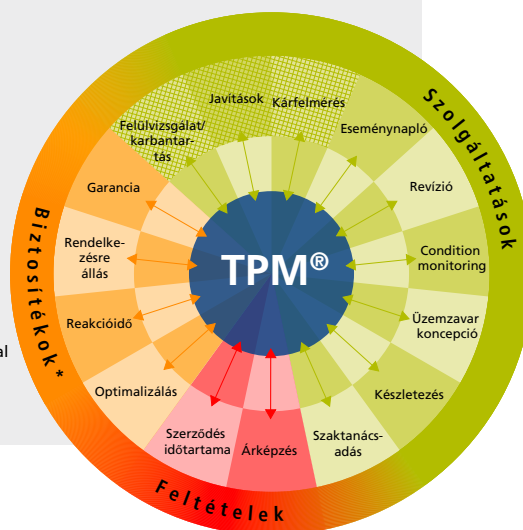 Szolgáltatások
Javítások
Kárfelmérés
Felülvizsgálat/
karbantar-
tás
Eseménynapló
Garancia
Revízió
Rendelke-
zésre
állás
TPM®
Condition
monitoring
Biztosítékok*
Reakcióidő
Üzemzavar
koncepció
al
Optimalizálás
Készletezés
Szerződés
időtartama
Árképzés
Szaktanács-
adás
Feltételek